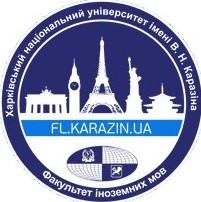 Харківський національний університет імені В. Н. Каразіна
FL.KARAZIN.UA
Факультет іноземних мов